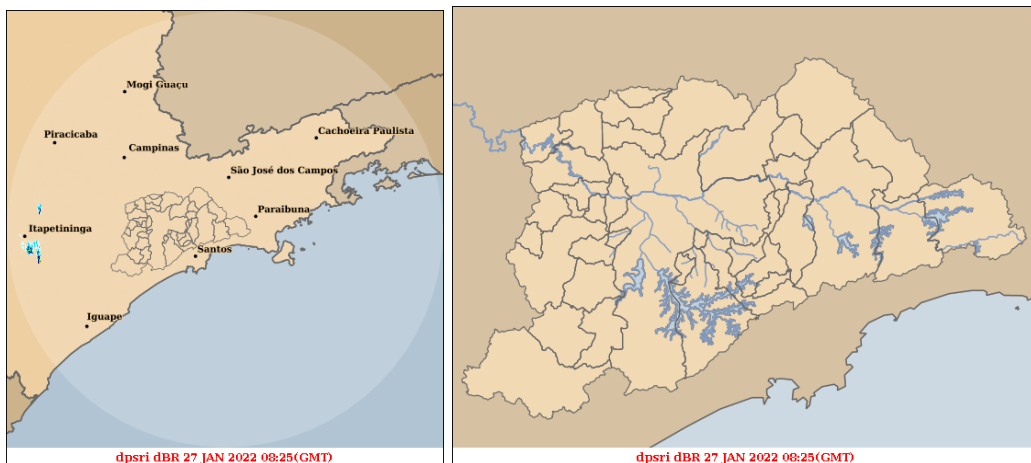 Mogi Guaçu
Piracicaba
Cachoeira Paulista
Campinas
São José dos Campos
Paraibuna
Itapetininga
Santos
Iguape
dpsri dBR 27 JAN 2022 08:25(GMT)
dpsri dBR 27 JAN 2022 08:25(GMT)